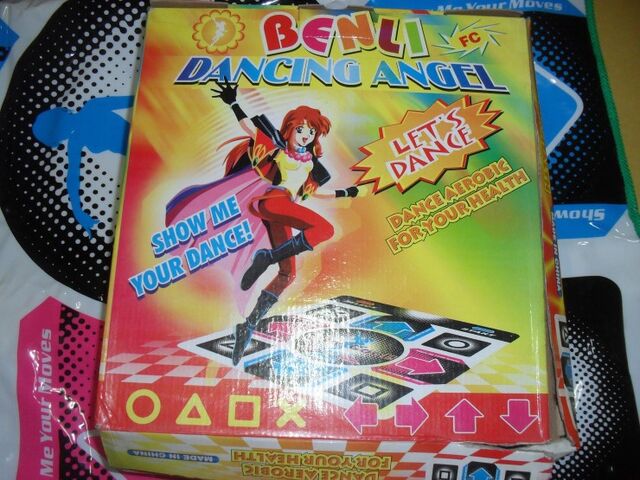 BENLI
FC
DANCING ANGEL
LET'S
DANCE
DANCE AEROBIC
FOR YOUR HEALTH
SHOW ME
YOUR DANCE!
MADE IN CHINA
DANCE AEROBIC
FOR YOUR HEALTH
Me Your Moves
Show
Me Your Moves